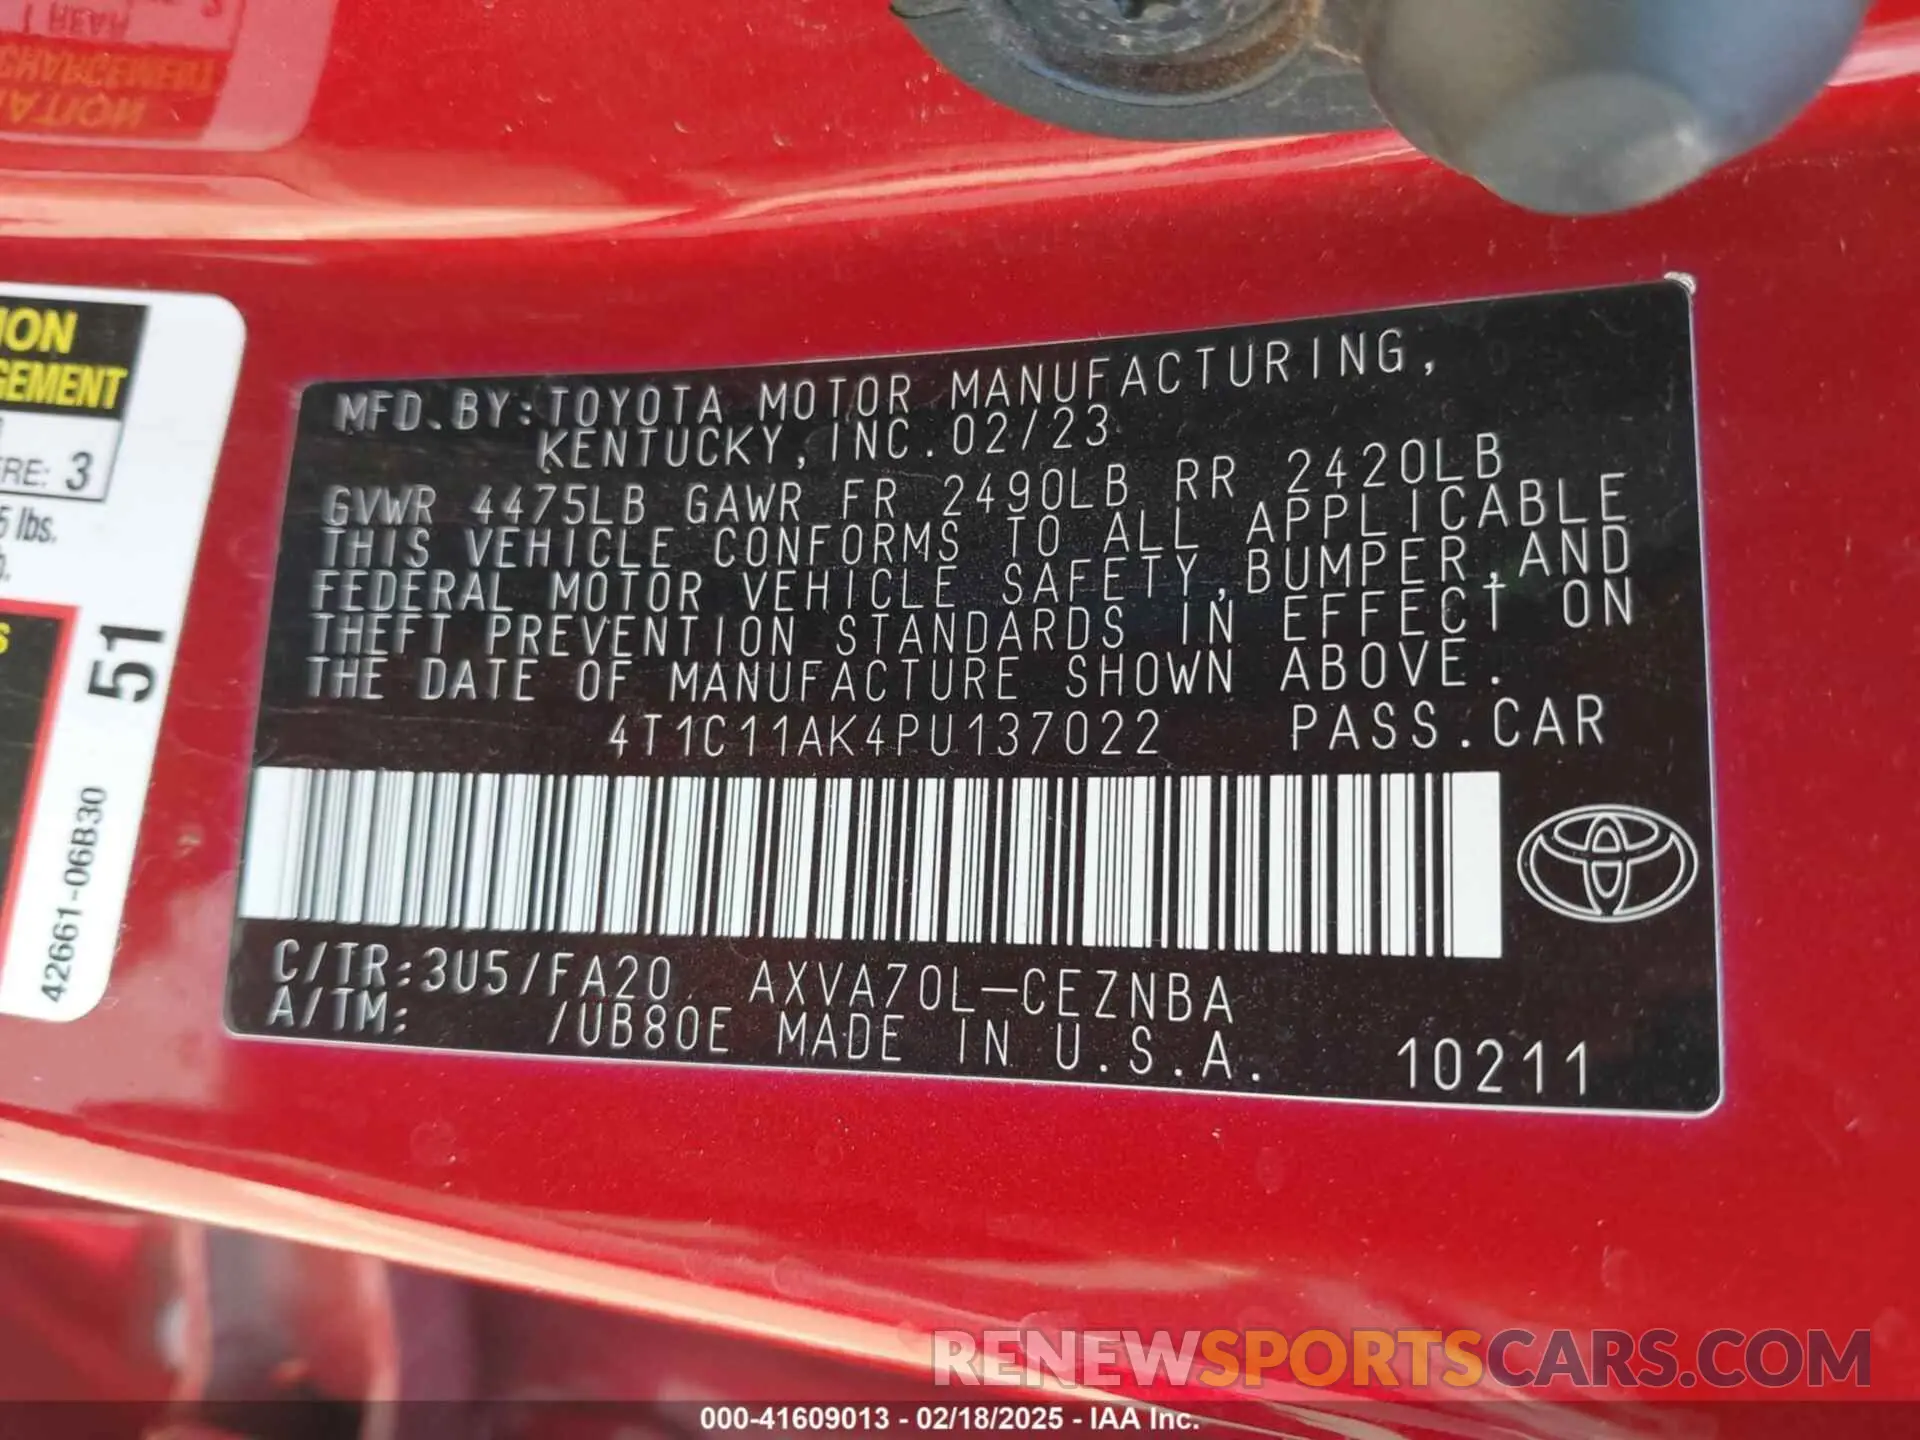 ION
GEMENT
RE: 3
5 lbs.
51
42661-06B30
MFD. BY: TOYOTA MOTOR MANUFACTURING,
KENTUCKY, INC. 02/23
GVWR 4475LB GAWR FR 2490LB RR 2420LB
THIS VEHICLE CONFORMS TO ALL APPLICABLE
FEDERAL MOTOR VEHICLE SAFETY, BUMPER, AND
THEFT PREVENTION STANDARDS IN EFFECT ON
THE DATE OF MANUFACTURE SHOWN ABOVE.
4T1C11AK4PU137022 PASS. CAR
C/TR: 3U5/FA20 AXVA70L-CEZNBA
A/TM: /UB80E MADE IN U.S.A. 10211
RENEWSPORTSCARS.COM
000-41609013 - 02/18/2025 - IAA Inc.